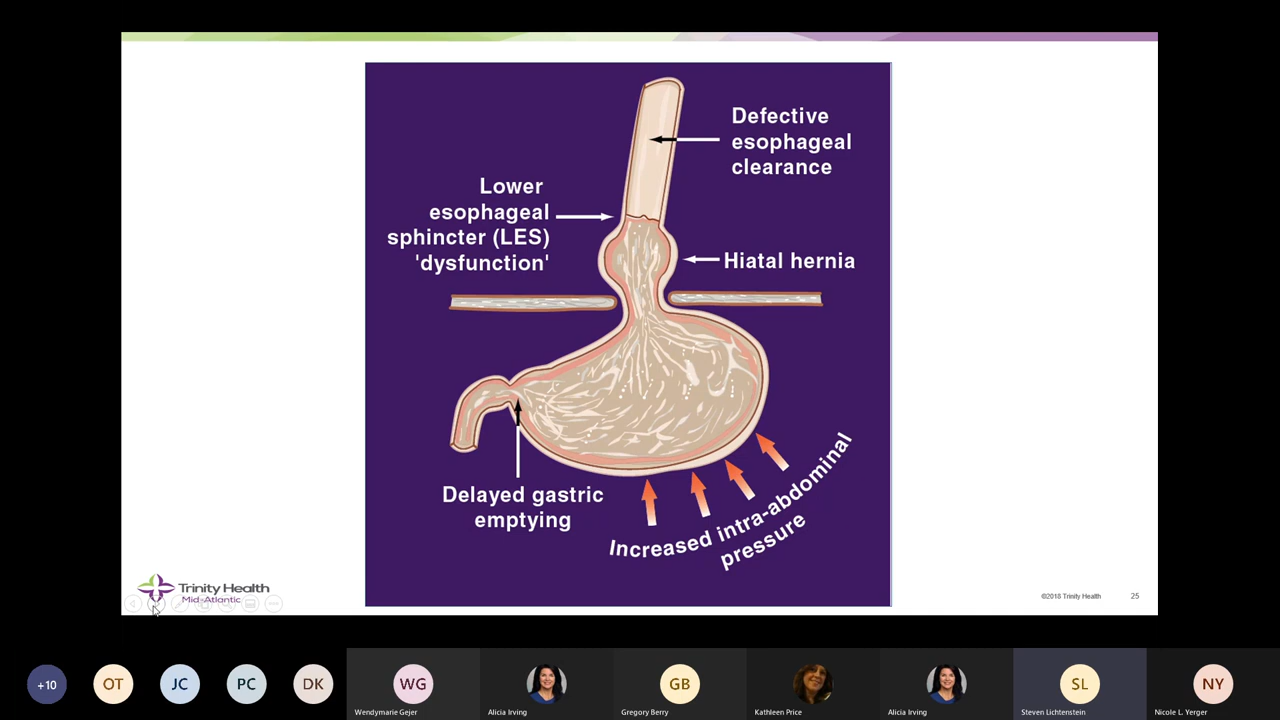 Defective
esophageal
clearance
Lower
esophageal
sphincter (LES)
'dysfunction'
Hiatal hernia
Delayed gastric
emptying
Increased intra-abdominal
pressure
Trinity Health
Mid-Atlantic
©2018 Trinity Health
25
+10
OT
JC
PC
DK
WG
Wendymarie Gejer
Alicia Irving
GB
Gregory Berry
Kathleen Price
Alicia Irving
SL
Steven Lichtenstein
NY
Nicole L. Yerger